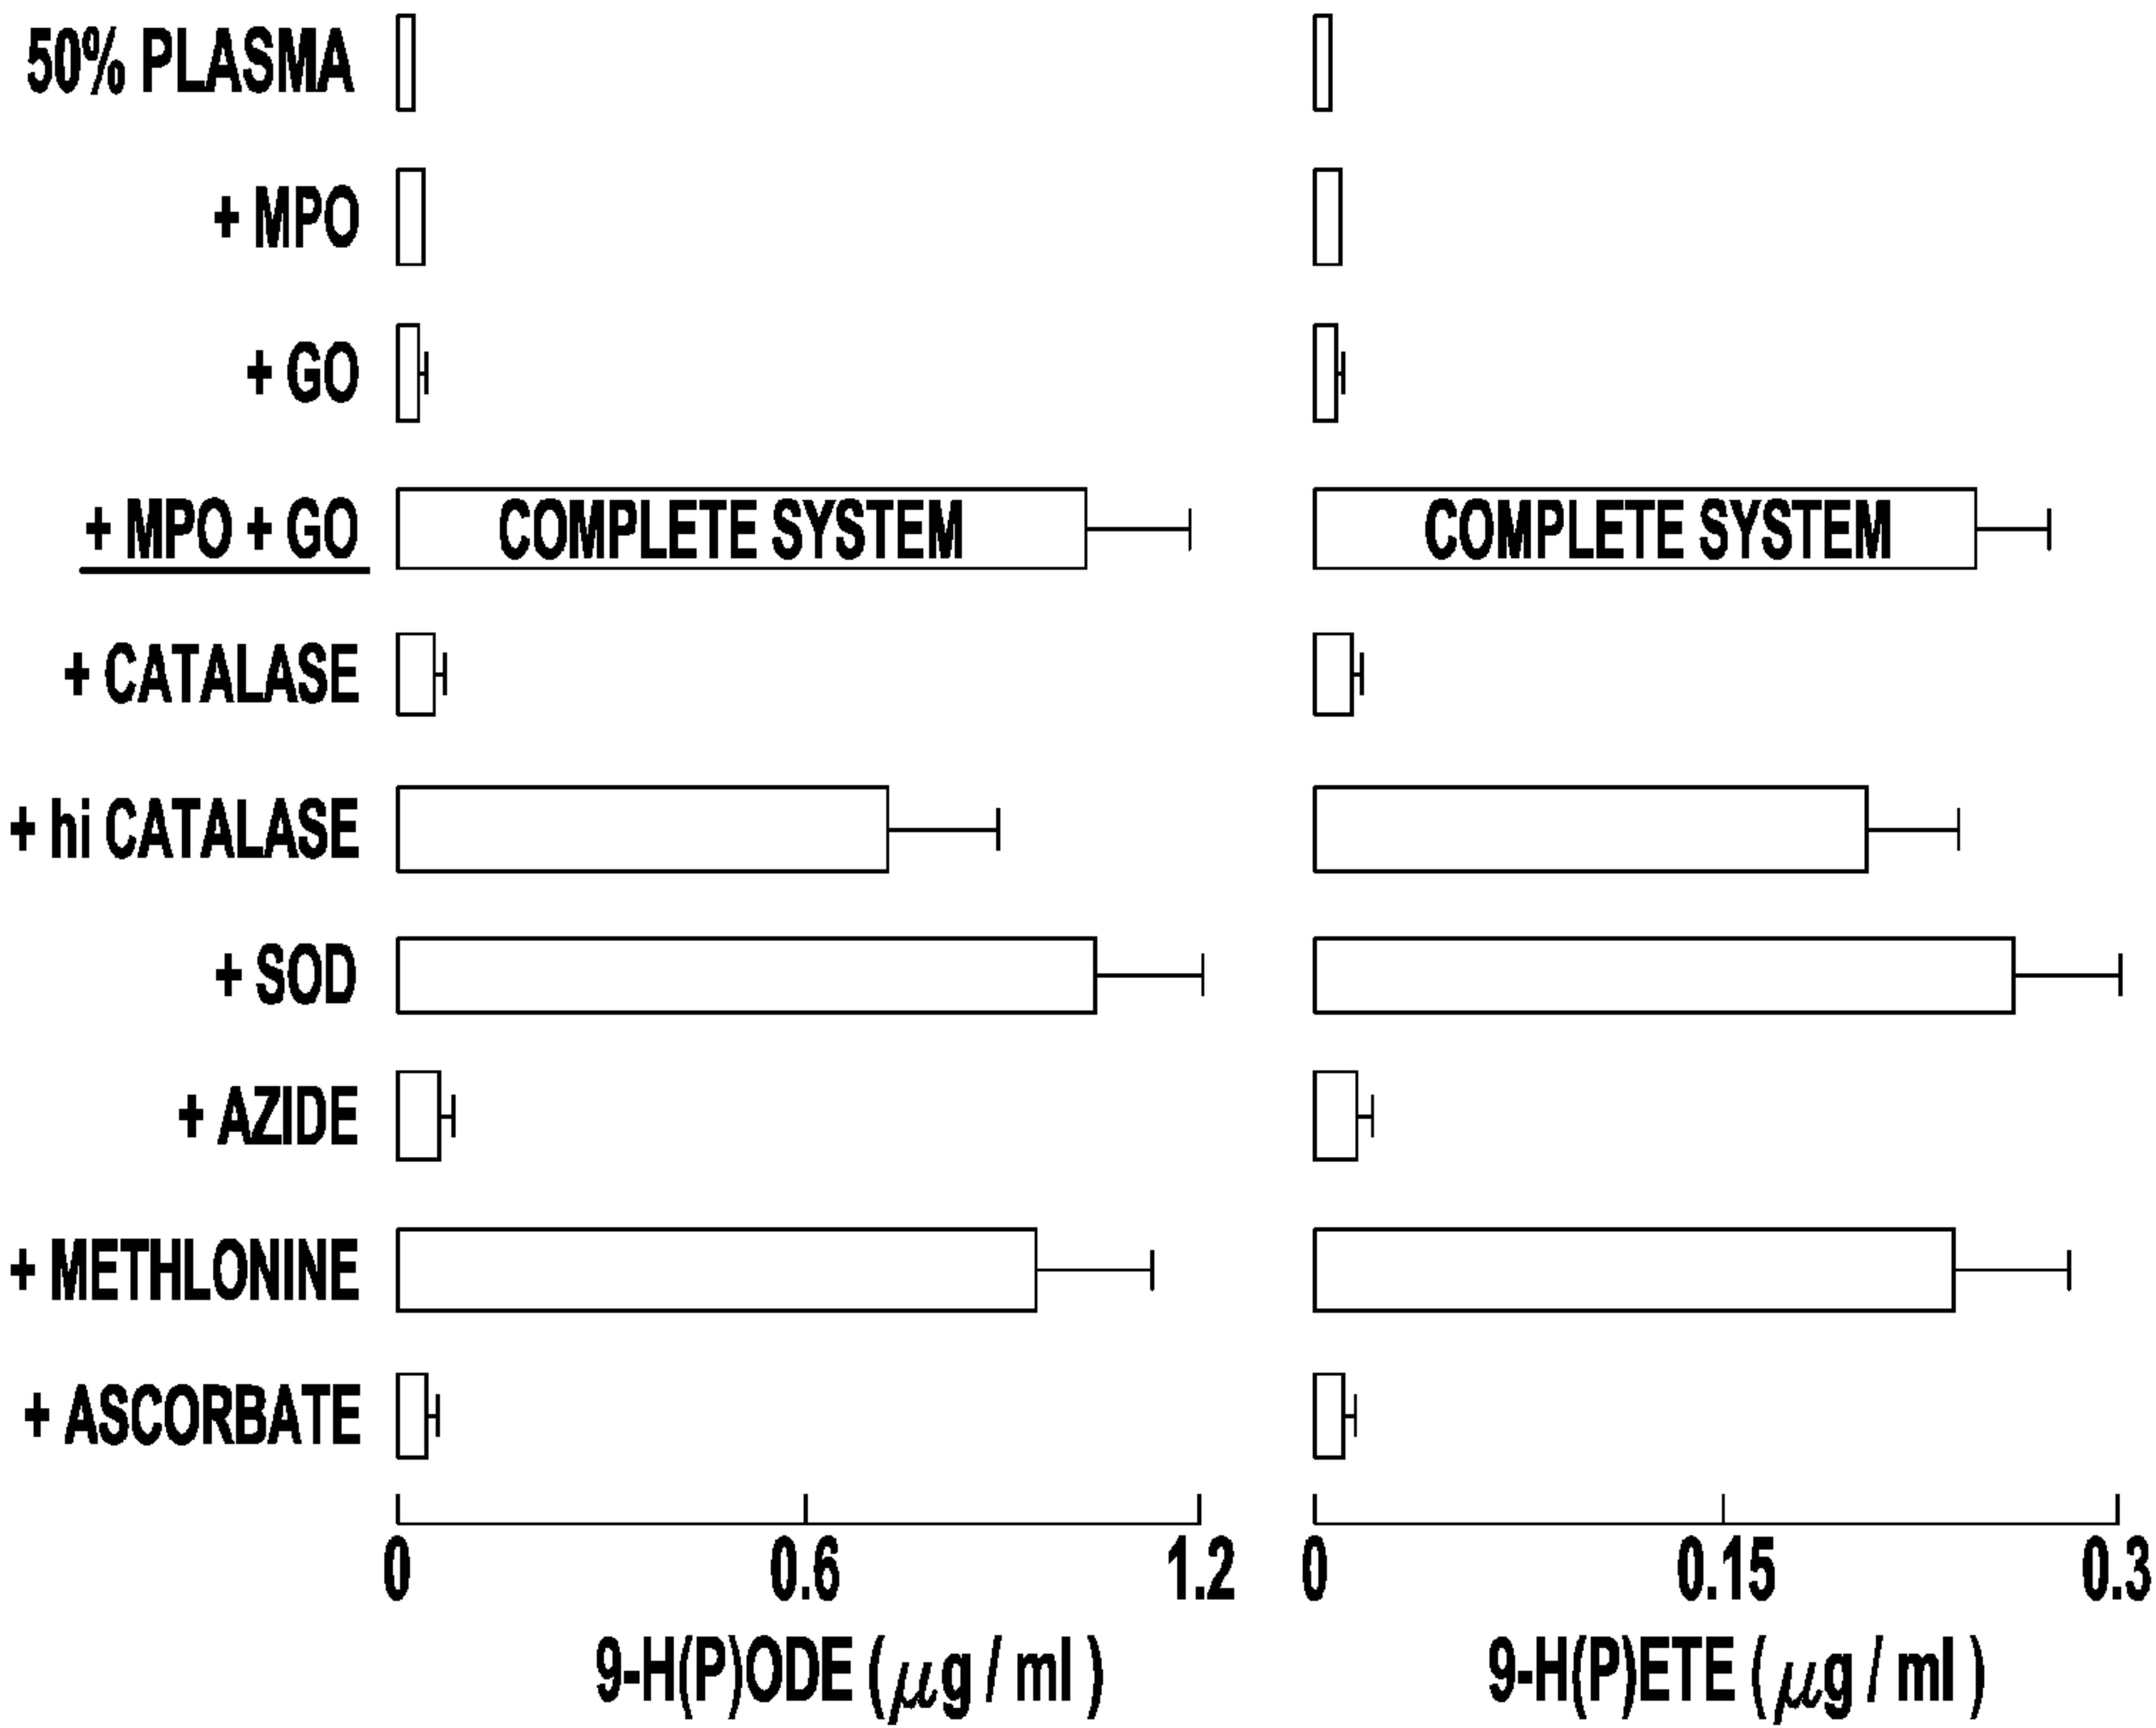 50% PLASMA
+ MPO
+ GO
+ MPO + GO
COMPLETE SYSTEM
COMPLETE SYSTEM
+ CATALASE
+ hi CATALASE
+ SOD
+ AZIDE
+ METHLONINE
+ ASCORBATE
0 0.6 1.2
0 0.15 0.3
9-H(P)ODE (μg / ml )
9-H(P)ETE (μg / ml )